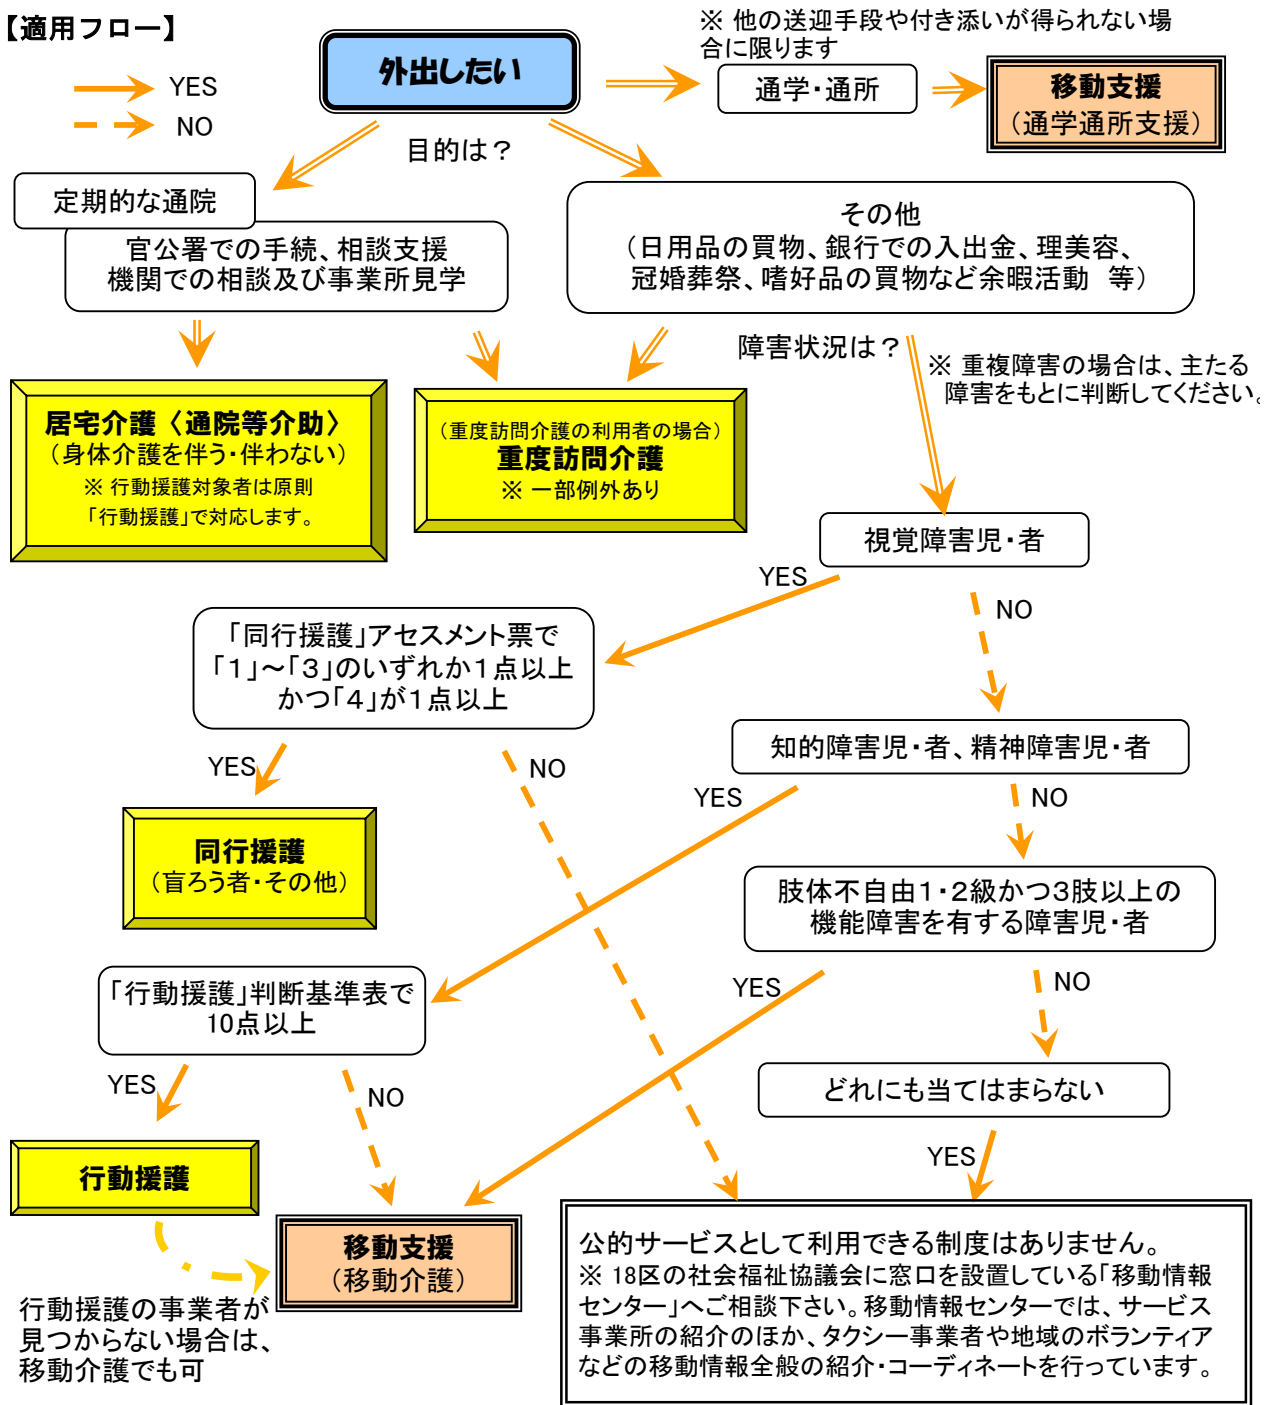 【適用フロー】
YES
NO
外出したい
※ 他の送迎手段や付き添いが得られない場
合に限ります
通学・通所
移動支援
（通学通所支援）
目的は？
定期的な通院
官公署での手続、相談支援
機関での相談及び事業所見学
その他
（日用品の買物、銀行での入出金、理美容、
冠婚葬祭、嗜好品の買物など余暇活動　等）
障害状況は？
※ 重複障害の場合は、主たる
障害をもとに判断してください。
居宅介護〈通院等介助〉
（身体介護を伴う・伴わない）
※ 行動援護対象者は原則
「行動援護」で対応します。
（重度訪問介護の利用者の場合）
重度訪問介護
※ 一部例外あり
視覚障害児・者
YES
NO
「同行援護」アセスメント票で
「１」～「３」のいずれか１点以上
かつ「４」が１点以上
知的障害児・者、精神障害児・者
YES
NO
YES
NO
同行援護
（盲ろう者・その他）
肢体不自由１・２級かつ３肢以上の
機能障害を有する障害児・者
「行動援護」判断基準表で
10点以上
YES
NO
YES
NO
どれにも当てはまらない
YES
行動援護
移動支援
（移動介護）
行動援護の事業者が
見つからない場合は、
移動介護でも可
公的サービスとして利用できる制度はありません。
※ 18区の社会福祉協議会に窓口を設置している「移動情報
センター」へご相談下さい。移動情報センターでは、サービス
事業所の紹介のほか、タクシー事業者や地域のボランティア
などの移動情報全般の紹介・コーディネートを行っています。